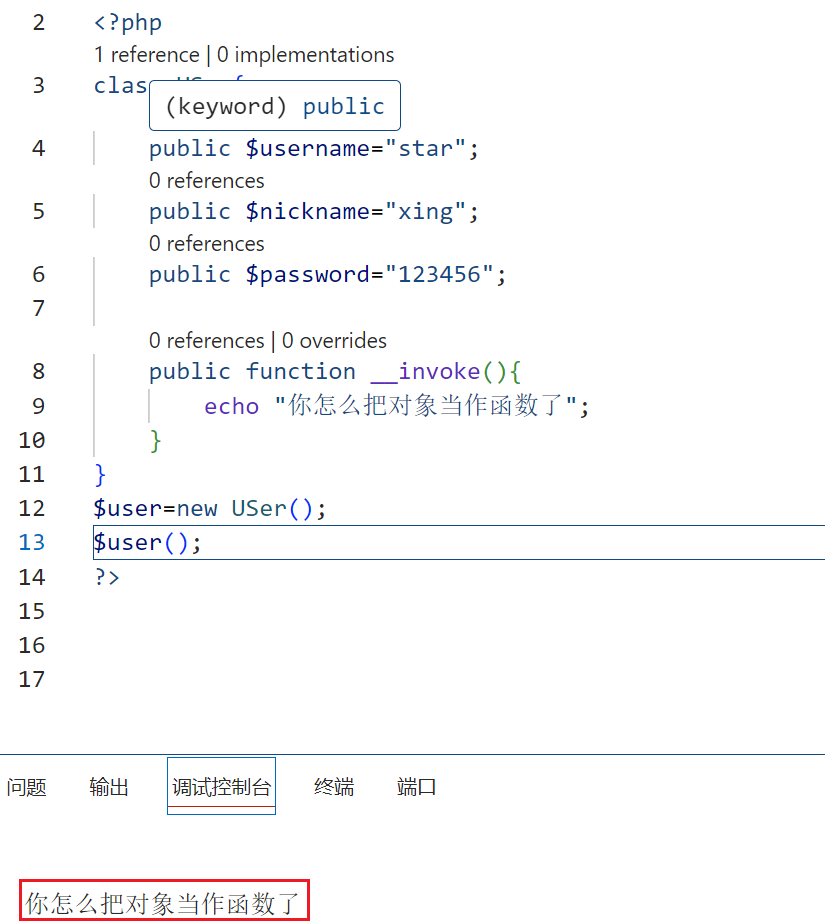 2 <?php
1 reference | 0 implementations
3 clas
(keyword) public
4 public $username="star";
0 references
5 public $nickname="xing";
0 references
6 public $password="123456";
7
0 references | 0 overrides
8 public function __invoke(){
9 echo "你怎么把对象当作函数了";
10 }
11 }
12 $user=new USer();
13 $user();
14 ?>
15
16
17
问题 输出 调试控制台 终端 端口
你怎么把对象当作函数了